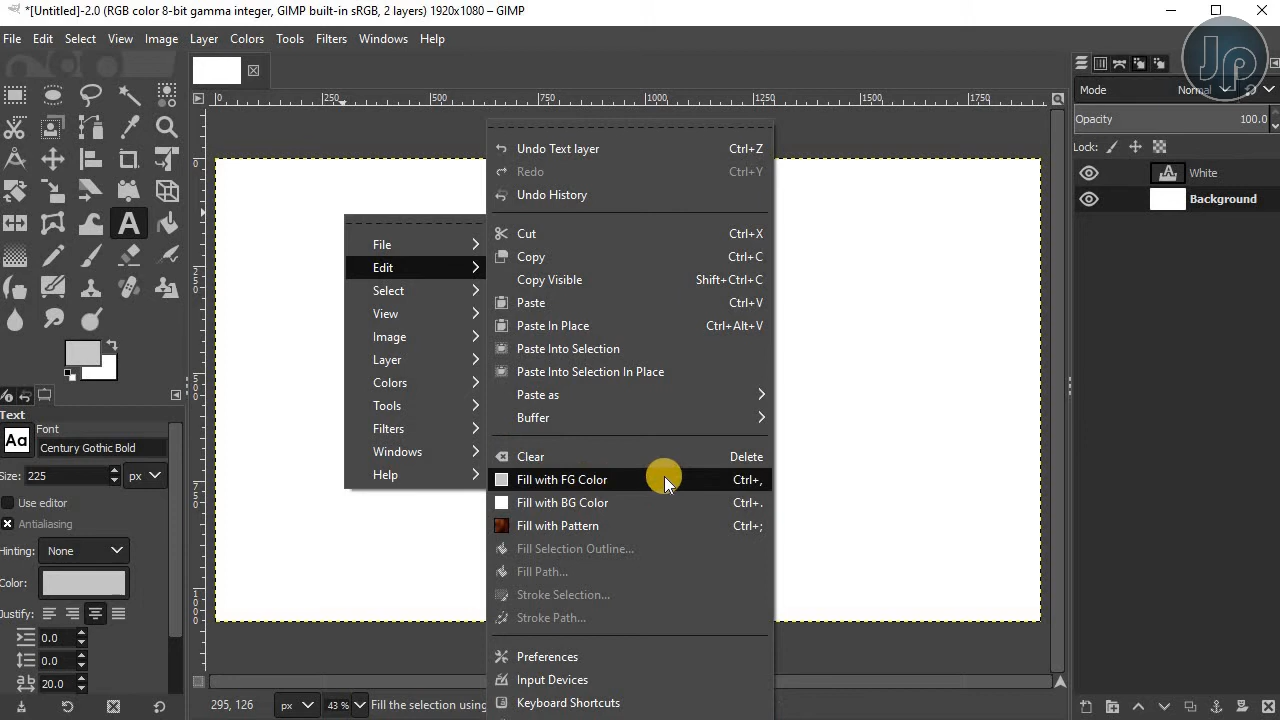 *[Untitled]-2.0 (RGB color 8-bit gamma integer, GIMP built-in sRGB, 2 layers) 1920x1080 – GIMP
File Edit Select View Image Layer Colors Tools Filters Windows Help
Jp
0 250 500 750 1000 1250 1500 1750
Mode Normal
Opacity 100.0
Lock:
White
Background
Undo Text layer Ctrl+Z
Redo Ctrl+Y
Undo History
Cut Ctrl+X
Copy Ctrl+C
Copy Visible Shift+Ctrl+C
Paste Ctrl+V
Paste In Place Ctrl+Alt+V
Paste Into Selection
Paste Into Selection In Place
Paste as
Buffer
Clear Delete
Fill with FG Color Ctrl+,
Fill with BG Color Ctrl+.
Fill with Pattern Ctrl+;
Fill Selection Outline...
Fill Path...
Stroke Selection...
Stroke Path...
Preferences
Input Devices
Keyboard Shortcuts
File
Edit
Select
View
Image
Layer
Colors
Tools
Filters
Windows
Help
0
250
500
750
1000
Text
Aa
Font
Century Gothic Bold
Size: 225 px
Use editor
Antialiasing
Hinting: None
Color:
Justify:
0.0
0.0
20.0
295, 126 px 43 % Fill the selection using